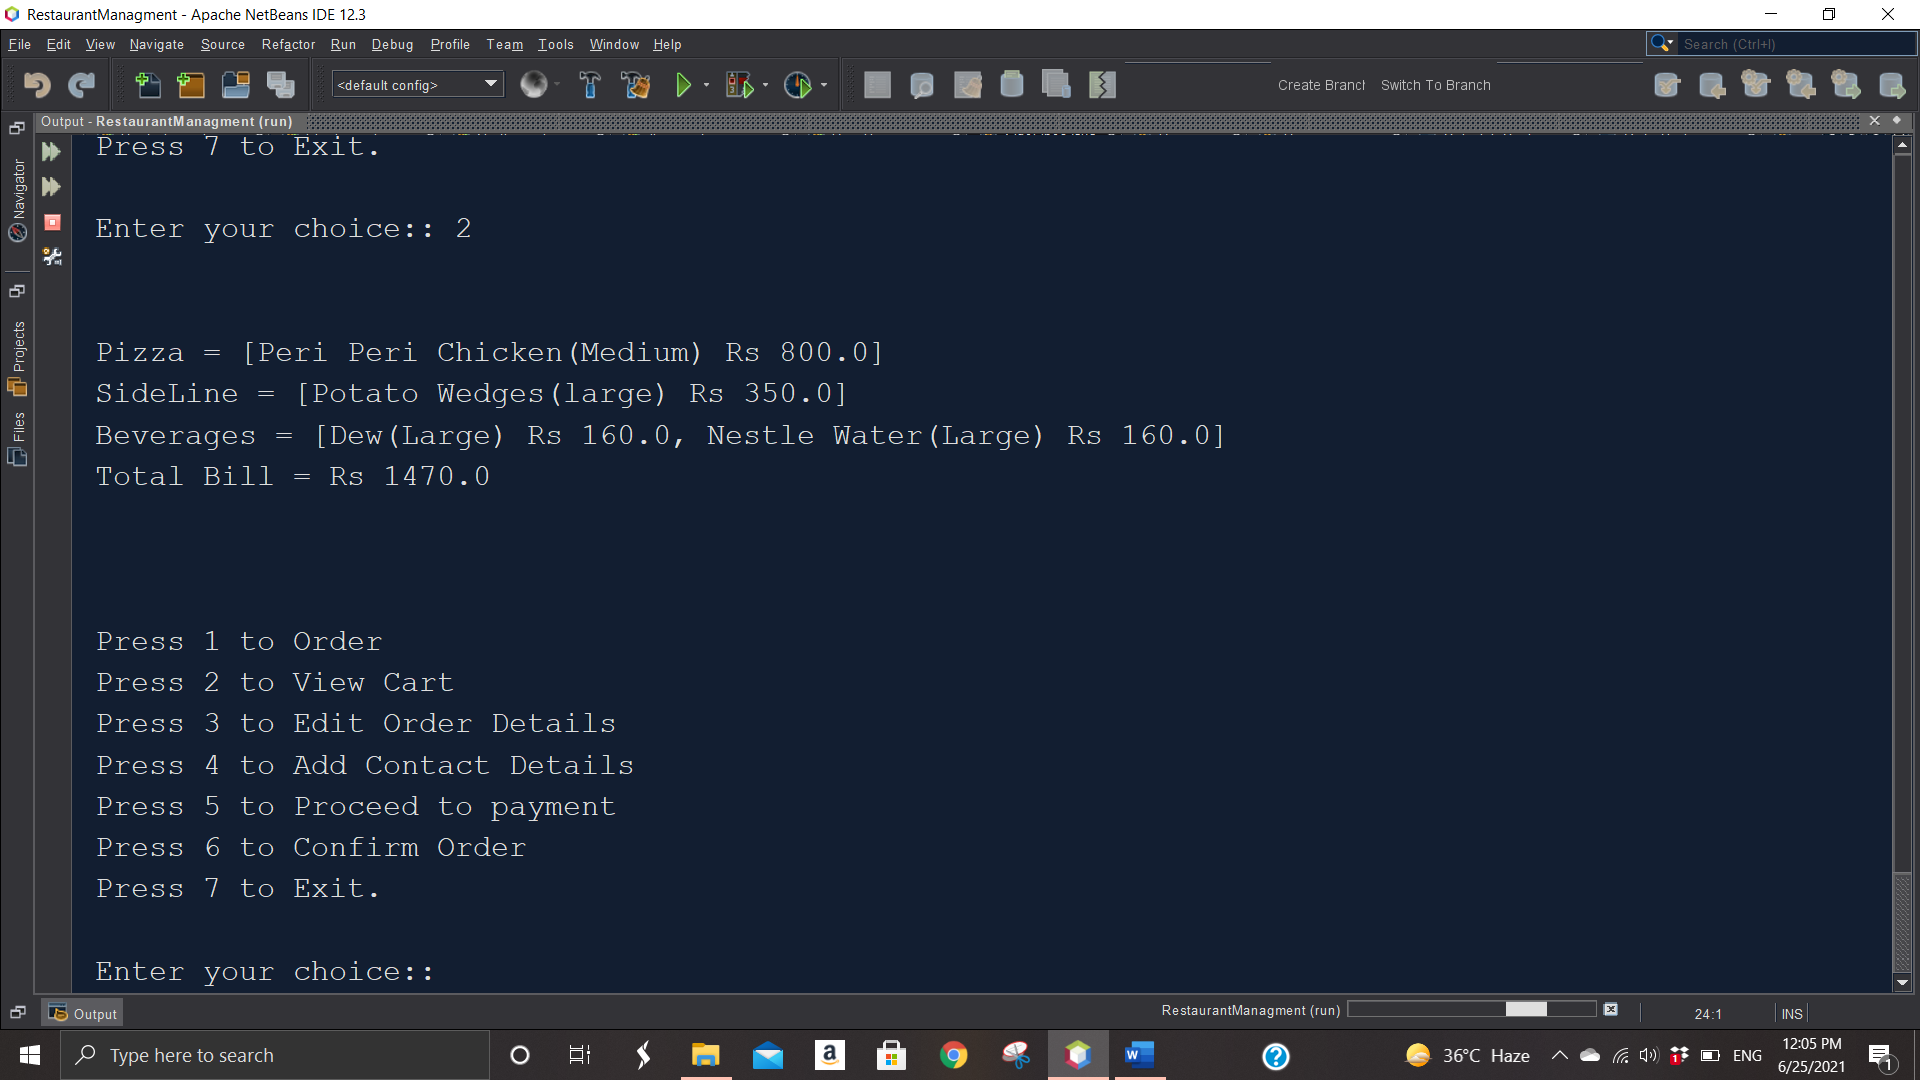 RestaurantManagment - Apache NetBeans IDE 12.3
File Edit View Navigate Source Refactor Run Debug Profile Team Tools Window Help
Search (Ctrl+I)
<default config>
Create Branch Switch To Branch
Output - RestaurantManagment (run)
Navigator
Projects
Files
Press 7 to Exit.
Enter your choice:: 2
Pizza = [Peri Peri Chicken(Medium) Rs 800.0]
SideLine = [Potato Wedges(large) Rs 350.0]
Beverages = [Dew(Large) Rs 160.0, Nestle Water(Large) Rs 160.0]
Total Bill = Rs 1470.0
Press 1 to Order
Press 2 to View Cart
Press 3 to Edit Order Details
Press 4 to Add Contact Details
Press 5 to Proceed to payment
Press 6 to Confirm Order
Press 7 to Exit.
Enter your choice::
Output
RestaurantManagment (run)
24:1
INS
Type here to search
36°C Haze
ENG
12:05 PM
6/25/2021
1